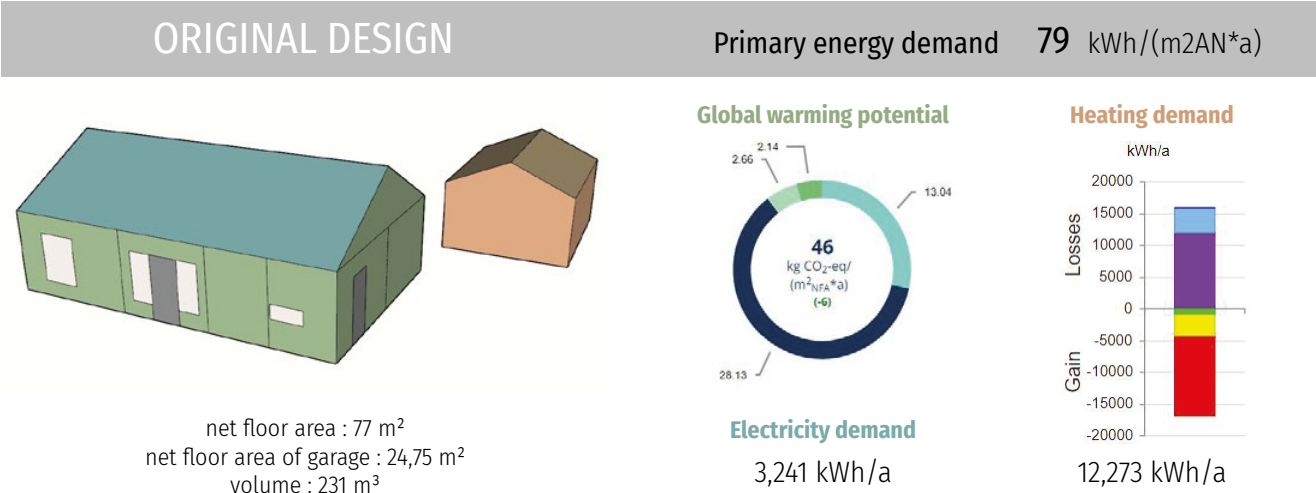 ORIGINAL DESIGN
Primary energy demand 79 kWh/(m2AN*a)
Global warming potential
2.14
2.66
13.04
46
kg CO₂-eq/
(m²NFA*a)
(-6)
28.13
Electricity demand
3,241 kWh/a
Heating demand
kWh/a
20000
15000
10000
5000
0
-5000
-10000
-15000
-20000
Losses
Gain
12,273 kWh/a
net floor area : 77 m²
net floor area of garage : 24,75 m²
volume : 231 m³